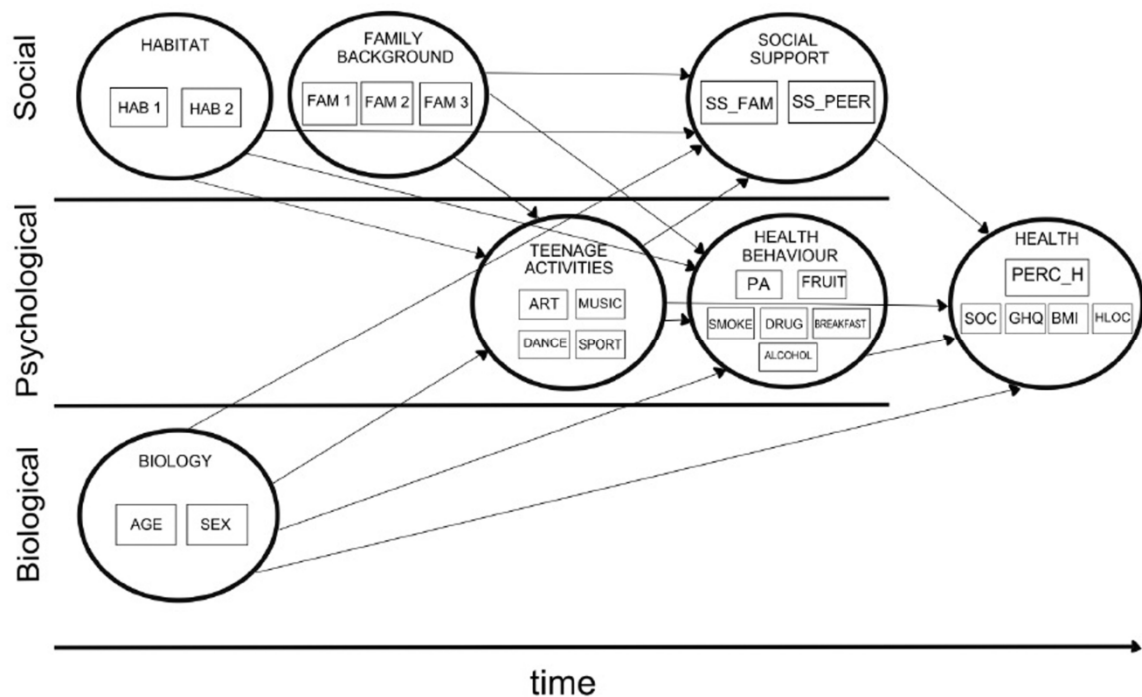 Social
HABITAT
HAB 1
HAB 2
FAMILY
BACKGROUND
FAM 1
FAM 2
FAM 3
SOCIAL
SUPPORT
SS_FAM
SS_PEER
Psychological
TEENAGE
ACTIVITIES
ART
MUSIC
DANCE
SPORT
HEALTH
BEHAVIOUR
PA
FRUIT
SMOKE
DRUG
BREAKFAST
ALCOHOL
HEALTH
PERC_H
SOC
GHQ
BMI
HLOC
Biological
BIOLOGY
AGE
SEX
time